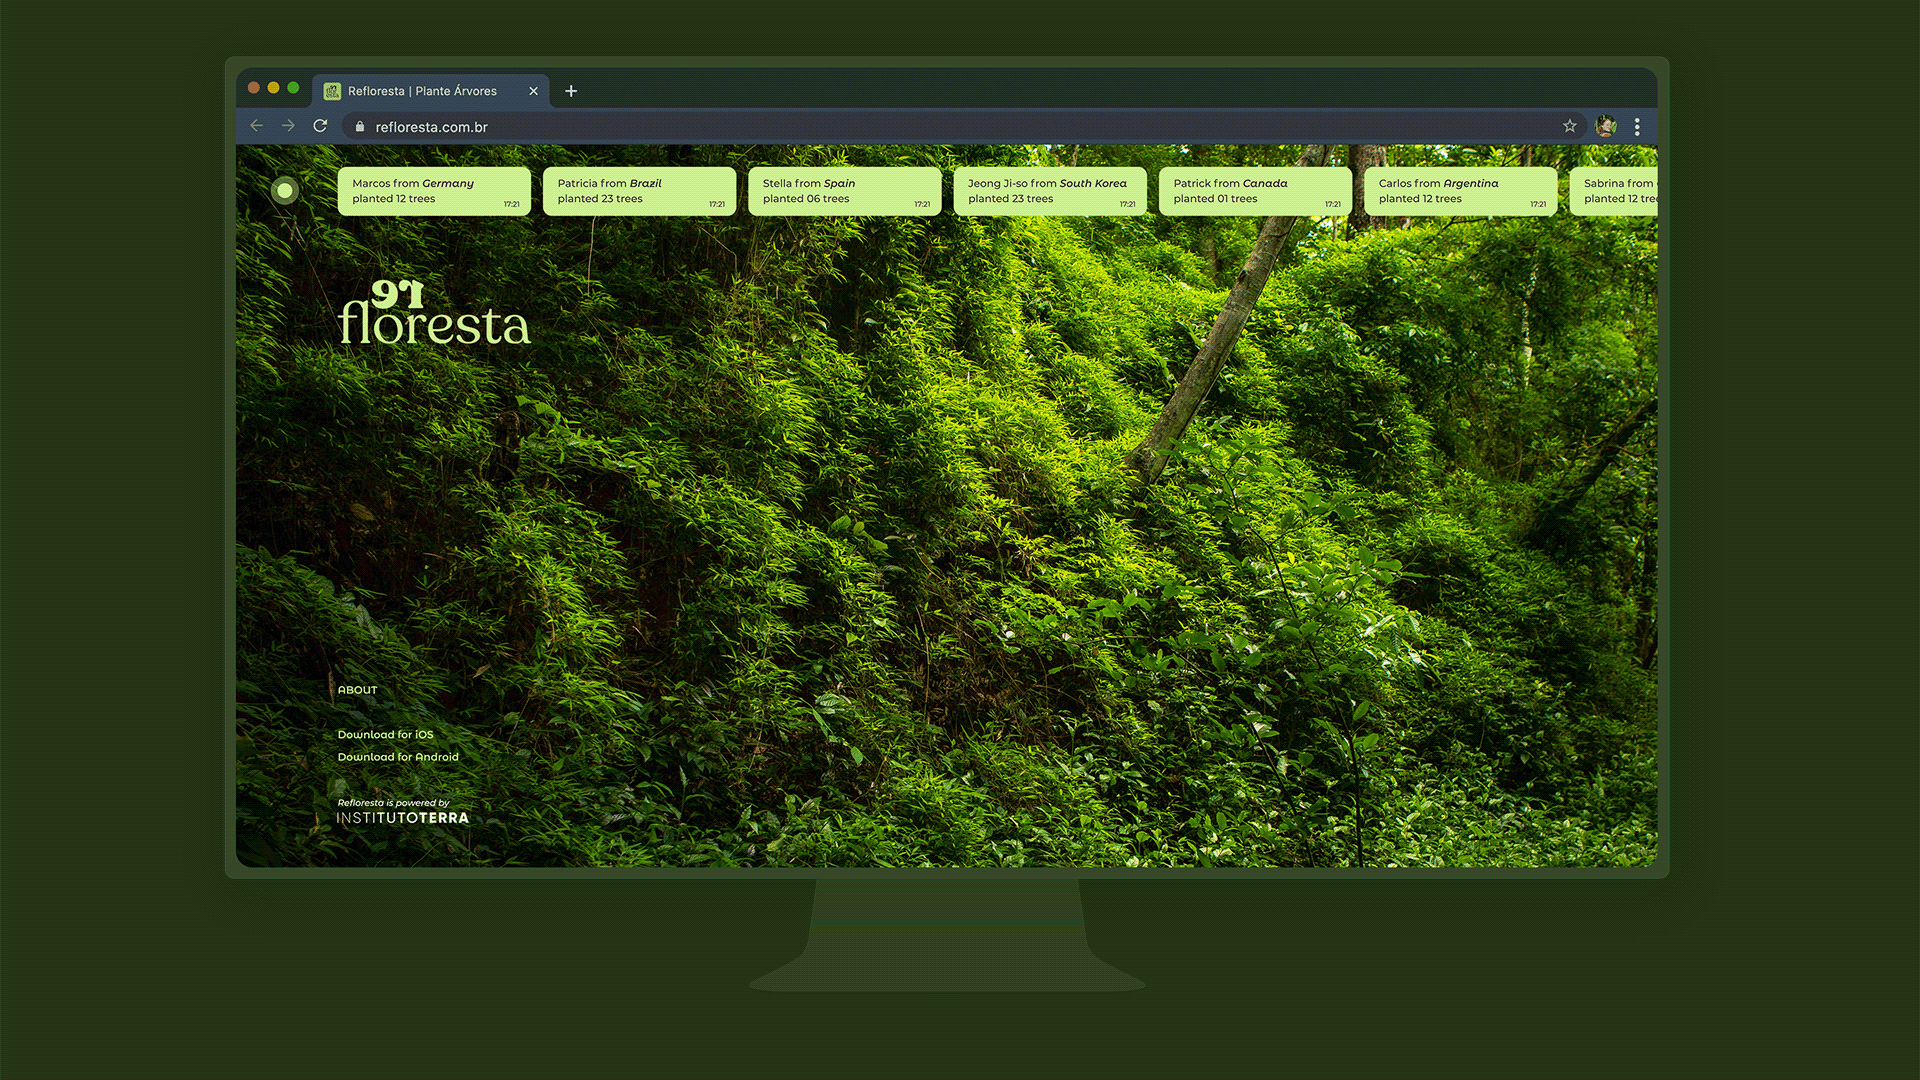 Refloresta | Plante Árvores
refloresta.com.br
Marcos from Germany
planted 12 trees
17:21
Patricia from Brazil
planted 23 trees
17:21
Stella from Spain
planted 06 trees
17:21
Jeong Ji-so from South Korea
planted 23 trees
17:21
Patrick from Canada
planted 01 trees
17:21
Carlos from Argentina
planted 12 trees
17:21
Sabrina from
planted 12
re
floresta
ABOUT
Download for iOS
Download for Android
Refloresta is powered by
INSTITUTOTERRA